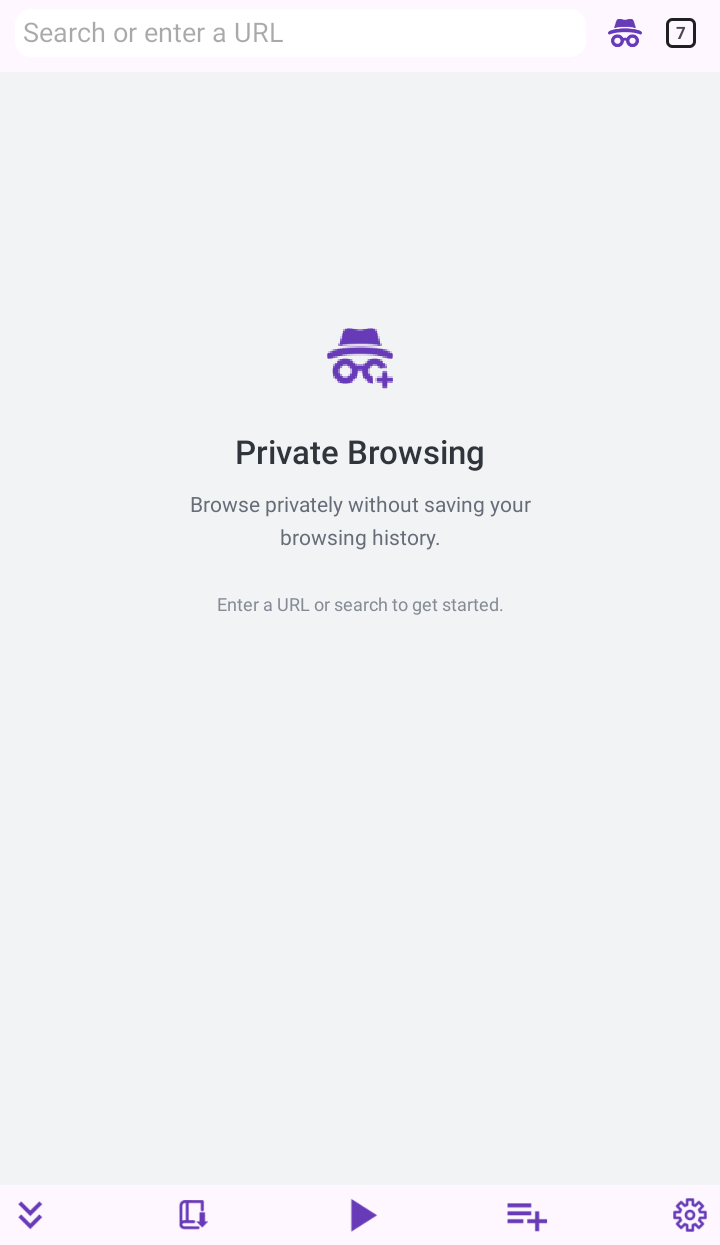 Search or enter a URL
7
Private Browsing
Browse privately without saving your
browsing history.
Enter a URL or search to get started.